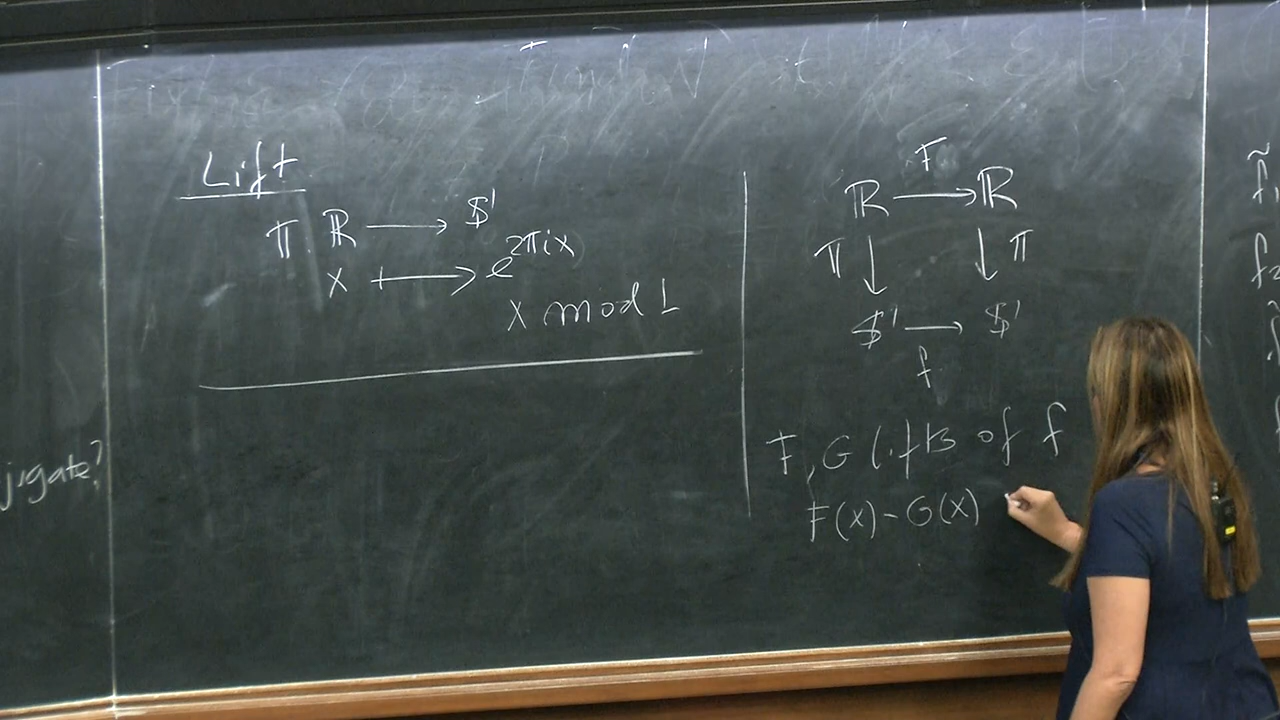 jugate?
Lift
π ℝ ⟶ 𝕊¹
x ⟼ e^{2πix}
x mod 1
F
ℝ ⟶ ℝ
π ↓ ↓ π
𝕊¹ ⟶ 𝕊¹
f
F, G lifts of f
F(x) - G(x)